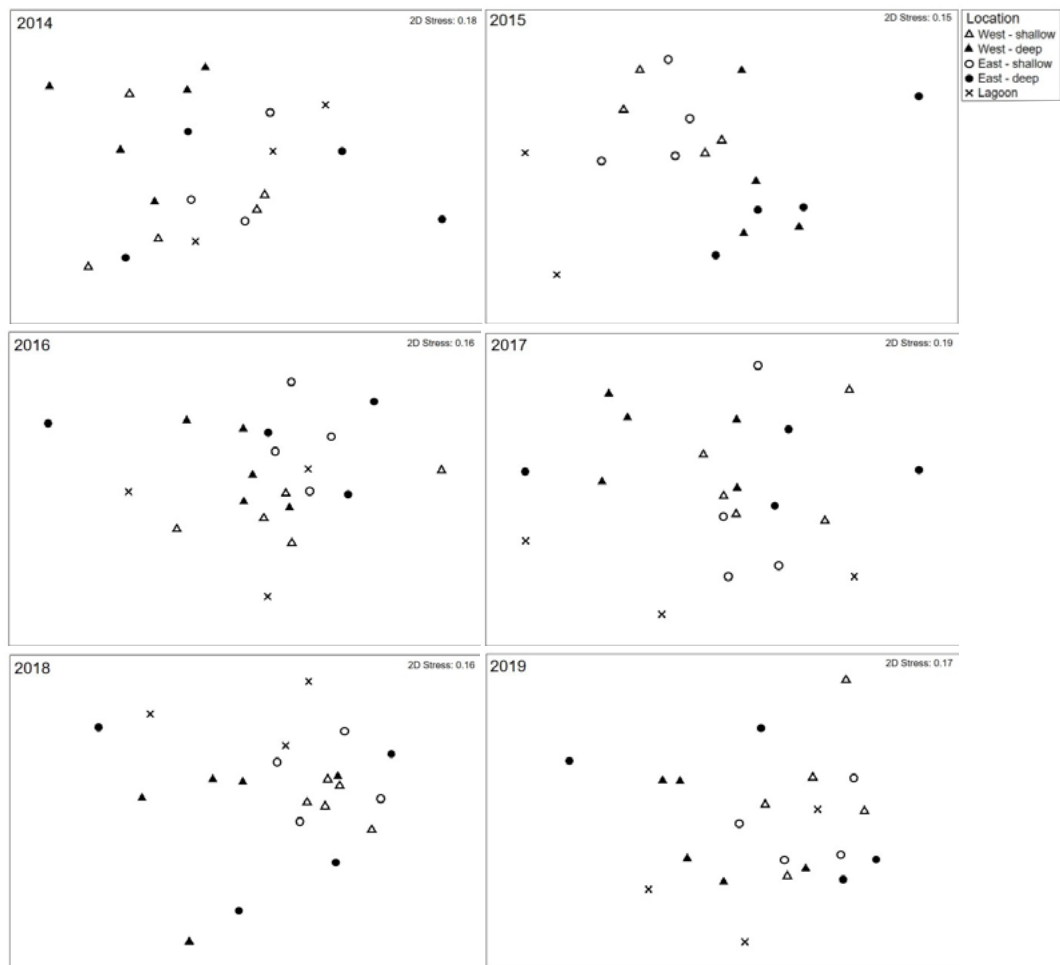 2014
2D Stress: 0.18
2015
2D Stress: 0.15
Location
West - shallow
West - deep
East - shallow
East - deep
Lagoon
2016
2D Stress: 0.16
2017
2D Stress: 0.19
2018
2D Stress: 0.16
2019
2D Stress: 0.17